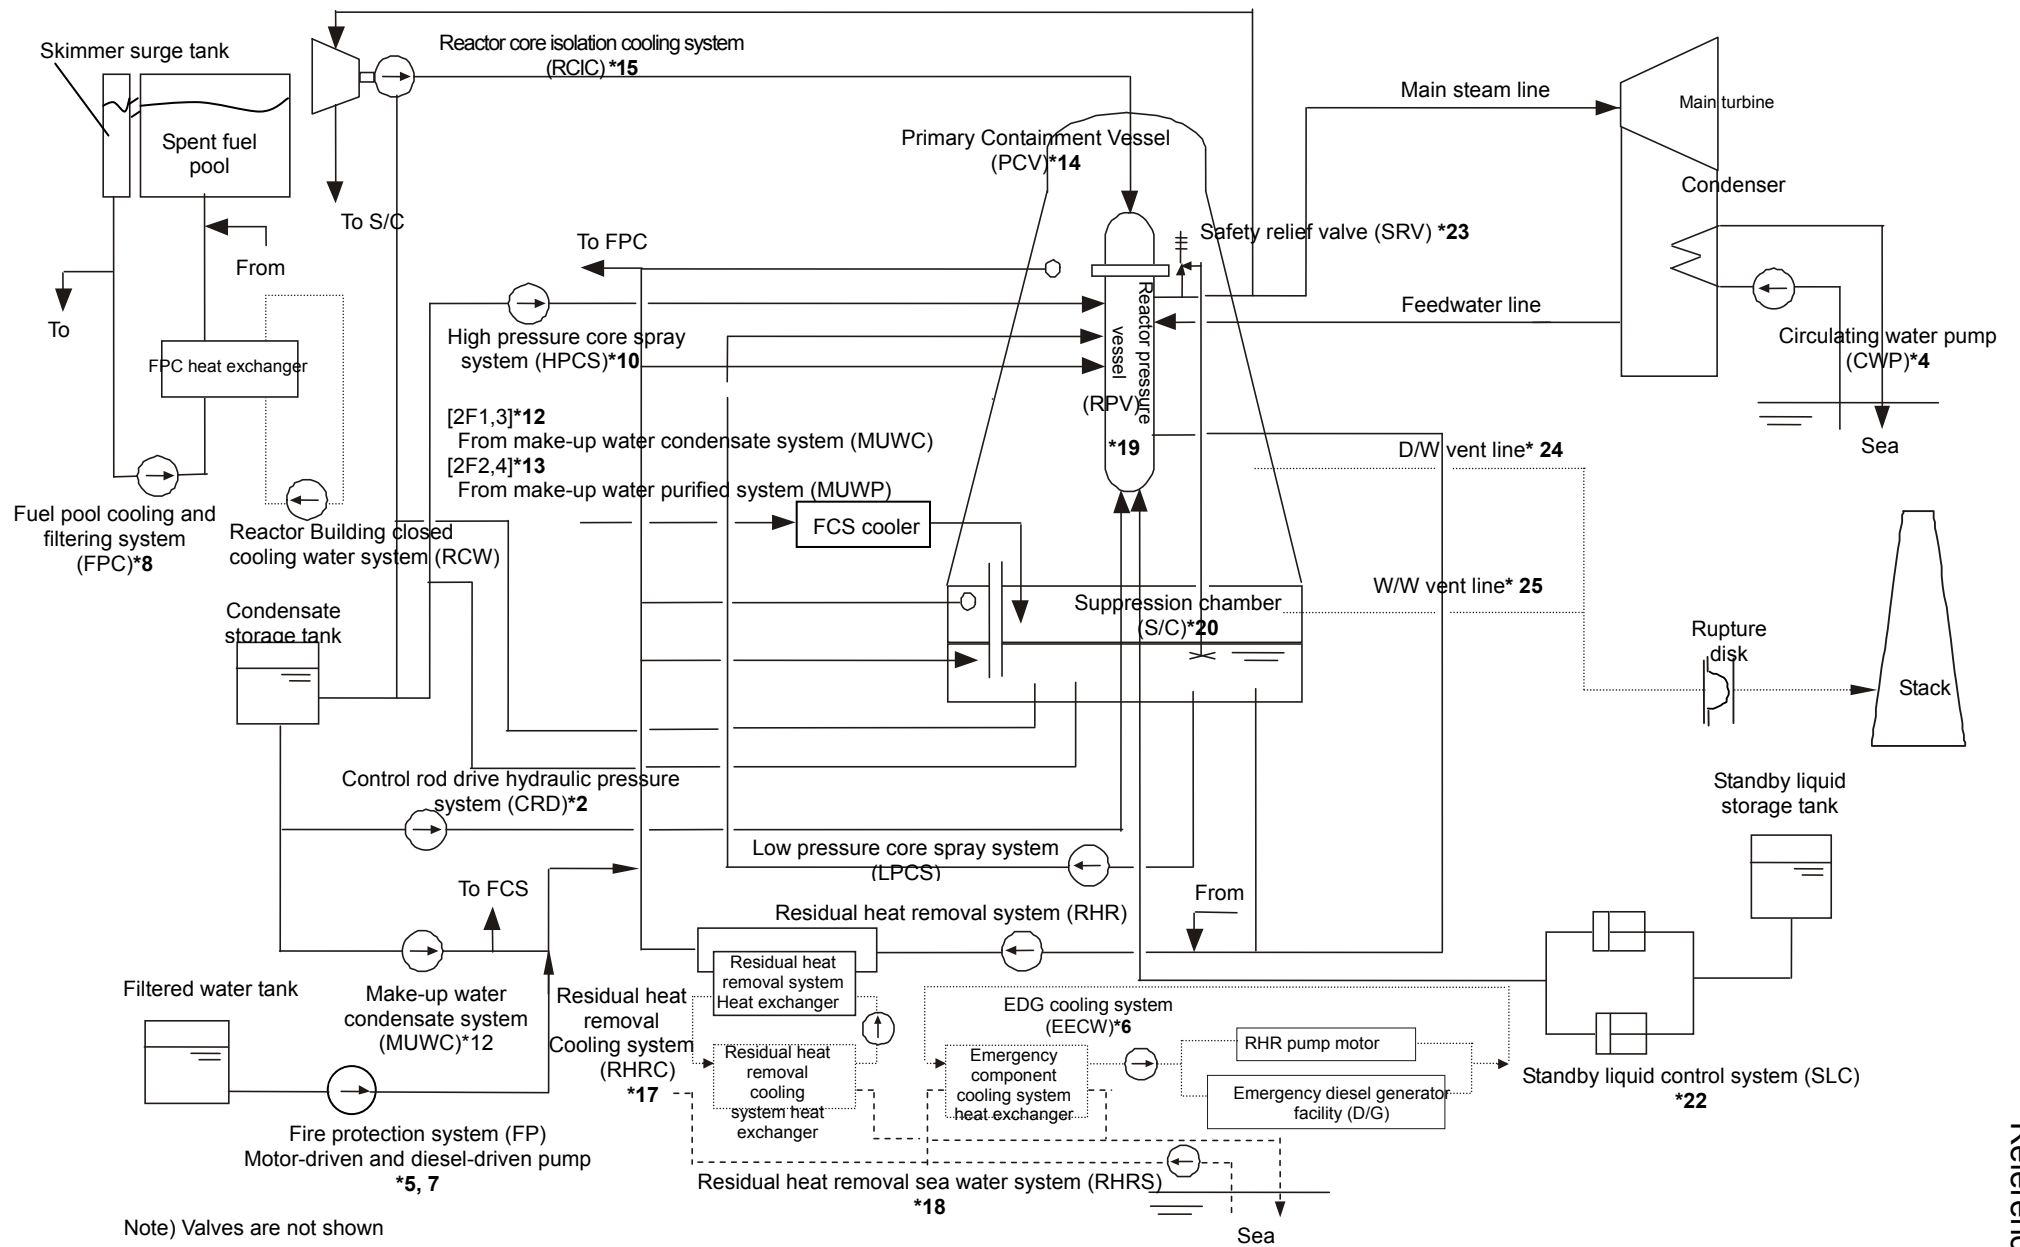 Skimmer surge tank
Spent fuel
pool
Reactor core isolation cooling system
(RCIC) *15
To S/C
From
To
FPC heat exchanger
Fuel pool cooling and
filtering system
(FPC)*8
Reactor Building closed
cooling water system (RCW)
Primary Containment Vessel
(PCV)*14
To FPC
High pressure core spray
system (HPCS)*10
[2F1,3]*12
From make-up water condensate system (MUWC)
[2F2,4]*13
From make-up water purified system (MUWP)
FCS cooler
Safety relief valve (SRV) *23
Reactor pressure
vessel
(RPV)
*19
Main steam line
Main turbine
Condenser
Feedwater line
Circulating water pump
(CWP)*4
Sea
D/W vent line* 24
W/W vent line* 25
Suppression chamber
(S/C)*20
Rupture
disk
Stack
Condensate
storage tank
Control rod drive hydraulic pressure
system (CRD)*2
Low pressure core spray system
(LPCS)
To FCS
Residual heat removal system (RHR)
From
Standby liquid
storage tank
Standby liquid control system (SLC)
*22
Filtered water tank
Make-up water
condensate system
(MUWC)*12
Residual heat
removal
Cooling system
(RHRC)
*17
Residual heat
removal system
Heat exchanger
Residual heat
removal
cooling
system heat
exchanger
EDG cooling system
(EECW)*6
Emergency
component
cooling system
heat exchanger
RHR pump motor
Emergency diesel generator
facility (D/G)
Fire protection system (FP)
Motor-driven and diesel-driven pump
*5, 7
Residual heat removal sea water system (RHRS)
*18
Sea
Note) Valves are not shown